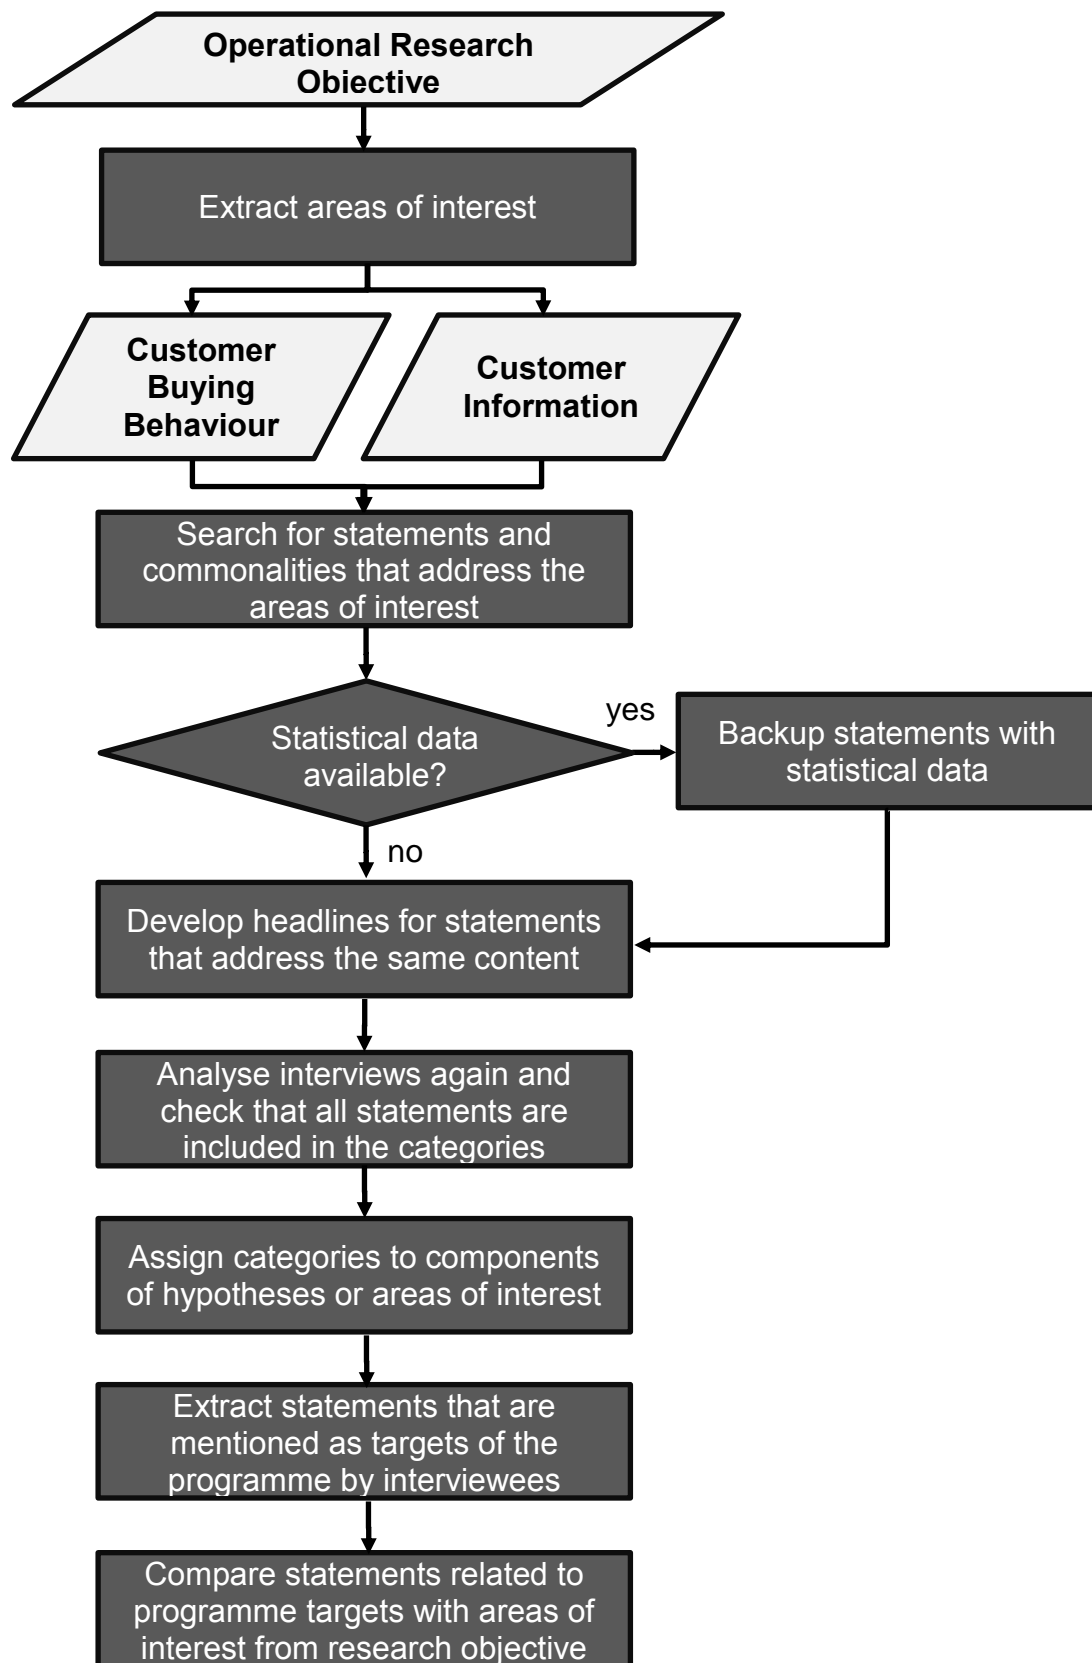 Operational Research
Objective
Extract areas of interest
Customer
Buying
Behaviour
Customer
Information
Search for statements and
commonalities that address the
areas of interest
Statistical data
available?
yes
Backup statements with
statistical data
no
Develop headlines for statements
that address the same content
Analyse interviews again and
check that all statements are
included in the categories
Assign categories to components
of hypotheses or areas of interest
Extract statements that are
mentioned as targets of the
programme by interviewees
Compare statements related to
programme targets with areas of
interest from research objective